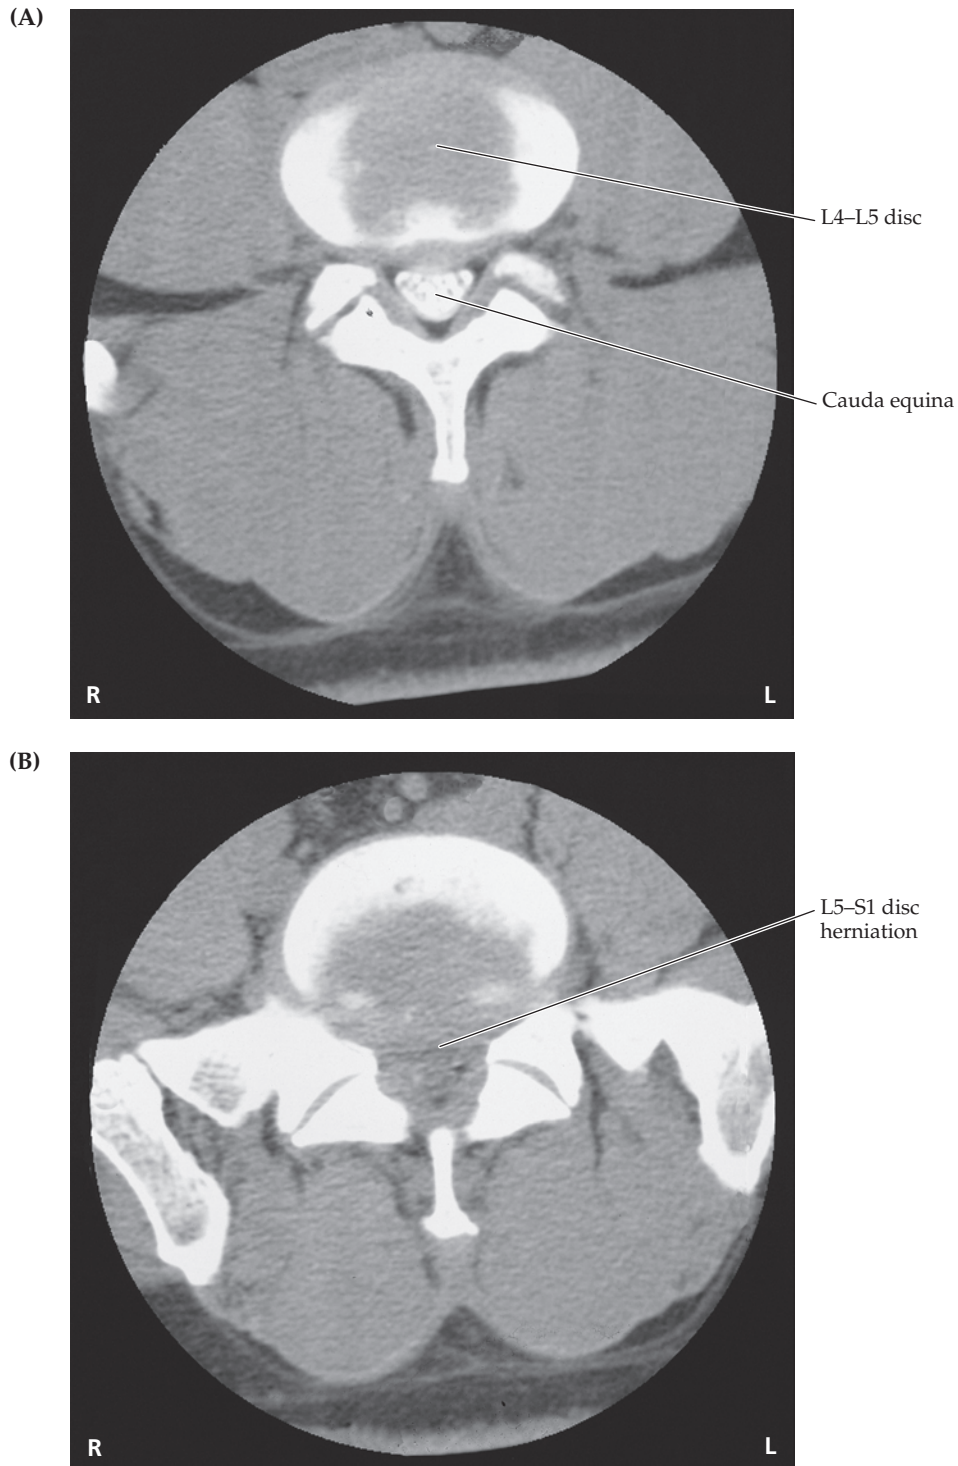 (A)
L4–L5 disc
Cauda equina
R
L
(B)
L5–S1 disc
herniation
R
L